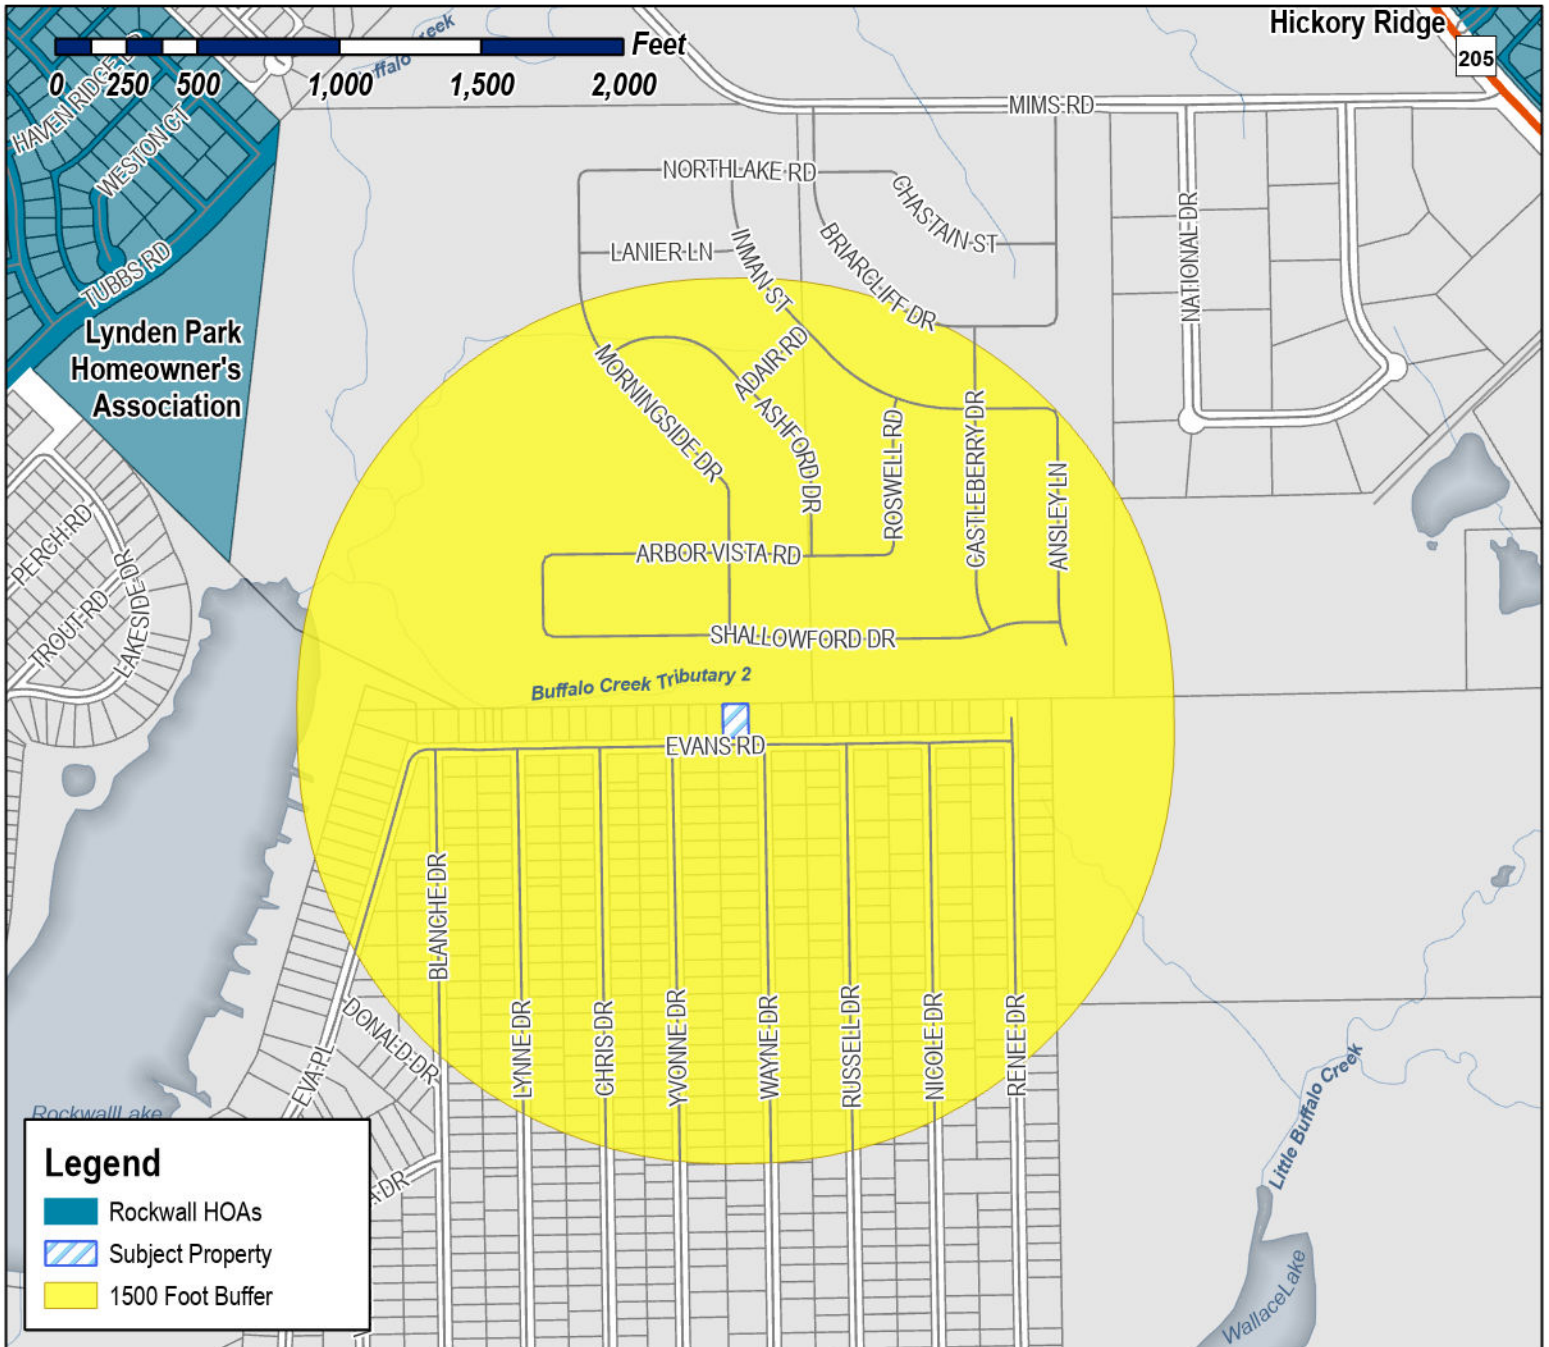 Hickory Ridge
205
Feet
0 250 500 1,000 1,500 2,000
MIMS RD
HAVEN RIDGE
WESTON CT
TUBBS RD
NORTHLAKE RD
CHASTAIN ST
LANIER LN
INMAN ST
BRIARCLIFF DR
NATIONAL DR
Lynden Park
Homeowner's
Association
MORNINGSIDE DR
ADAIR RD
ASHFORD DR
ROSWELL RD
CASTLEBERRY DR
ANSLEY LN
PERCH RD
TROUT RD
LAKESIDE DR
ARBOR VISTA RD
SHALLOWFORD DR
Buffalo Creek Tributary 2
EVANS RD
BLANCHE DR
LYNNE DR
CHRIS DR
YVONNE DR
WAYNE DR
RUSSELL DR
NICOLE DR
RENEE DR
DONALD DR
EVA PL
Rockwall Lake
A DR
Little Buffalo Creek
Wallace Lake
Legend
Rockwall HOAs
Subject Property
1500 Foot Buffer